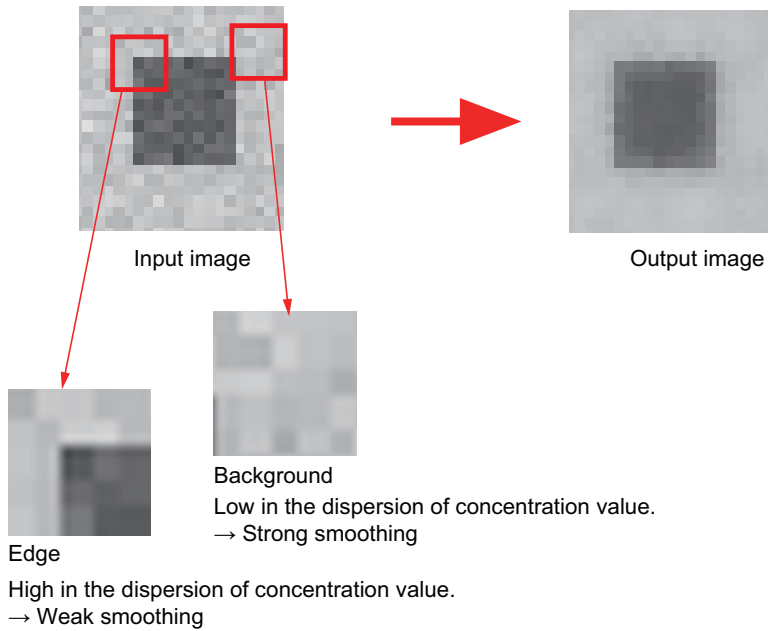 Input image
Output image
Background
Low in the dispersion of concentration value.
→ Strong smoothing
Edge
High in the dispersion of concentration value.
→ Weak smoothing